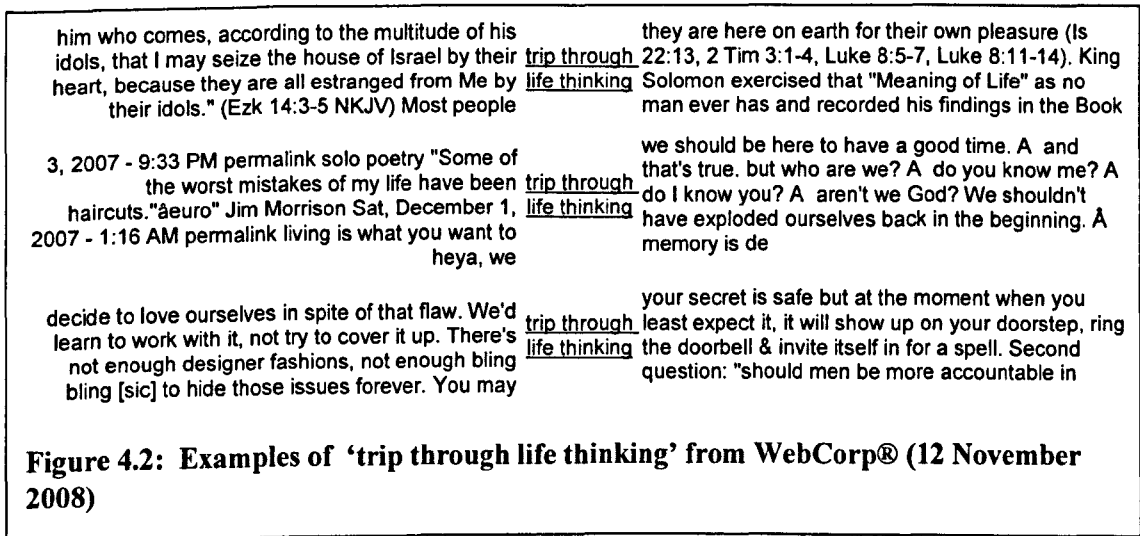 him who comes, according to the multitude of his
idols, that I may seize the house of Israel by their
heart, because they are all estranged from Me by
their idols." (Ezk 14:3-5 NKJV) Most people
trip through
life thinking
they are here on earth for their own pleasure (Is
22:13, 2 Tim 3:1-4, Luke 8:5-7, Luke 8:11-14). King
Solomon exercised that "Meaning of Life" as no
man ever has and recorded his findings in the Book
3, 2007 - 9:33 PM permalink solo poetry "Some of
the worst mistakes of my life have been
haircuts."âeuro" Jim Morrison Sat, December 1,
2007 - 1:16 AM permalink living is what you want to
heya, we
trip through
life thinking
we should be here to have a good time. A and
that's true. but who are we? A do you know me? A
do I know you? A aren't we God? We shouldn't
have exploded ourselves back in the beginning. Å
memory is de
decide to love ourselves in spite of that flaw. We'd
learn to work with it, not try to cover it up. There's
not enough designer fashions, not enough bling
bling [sic] to hide those issues forever. You may
trip through
life thinking
your secret is safe but at the moment when you
least expect it, it will show up on your doorstep, ring
the doorbell & invite itself in for a spell. Second
question: "should men be more accountable in
Figure 4.2: Examples of ‘trip through life thinking’ from WebCorp® (12 November
2008)